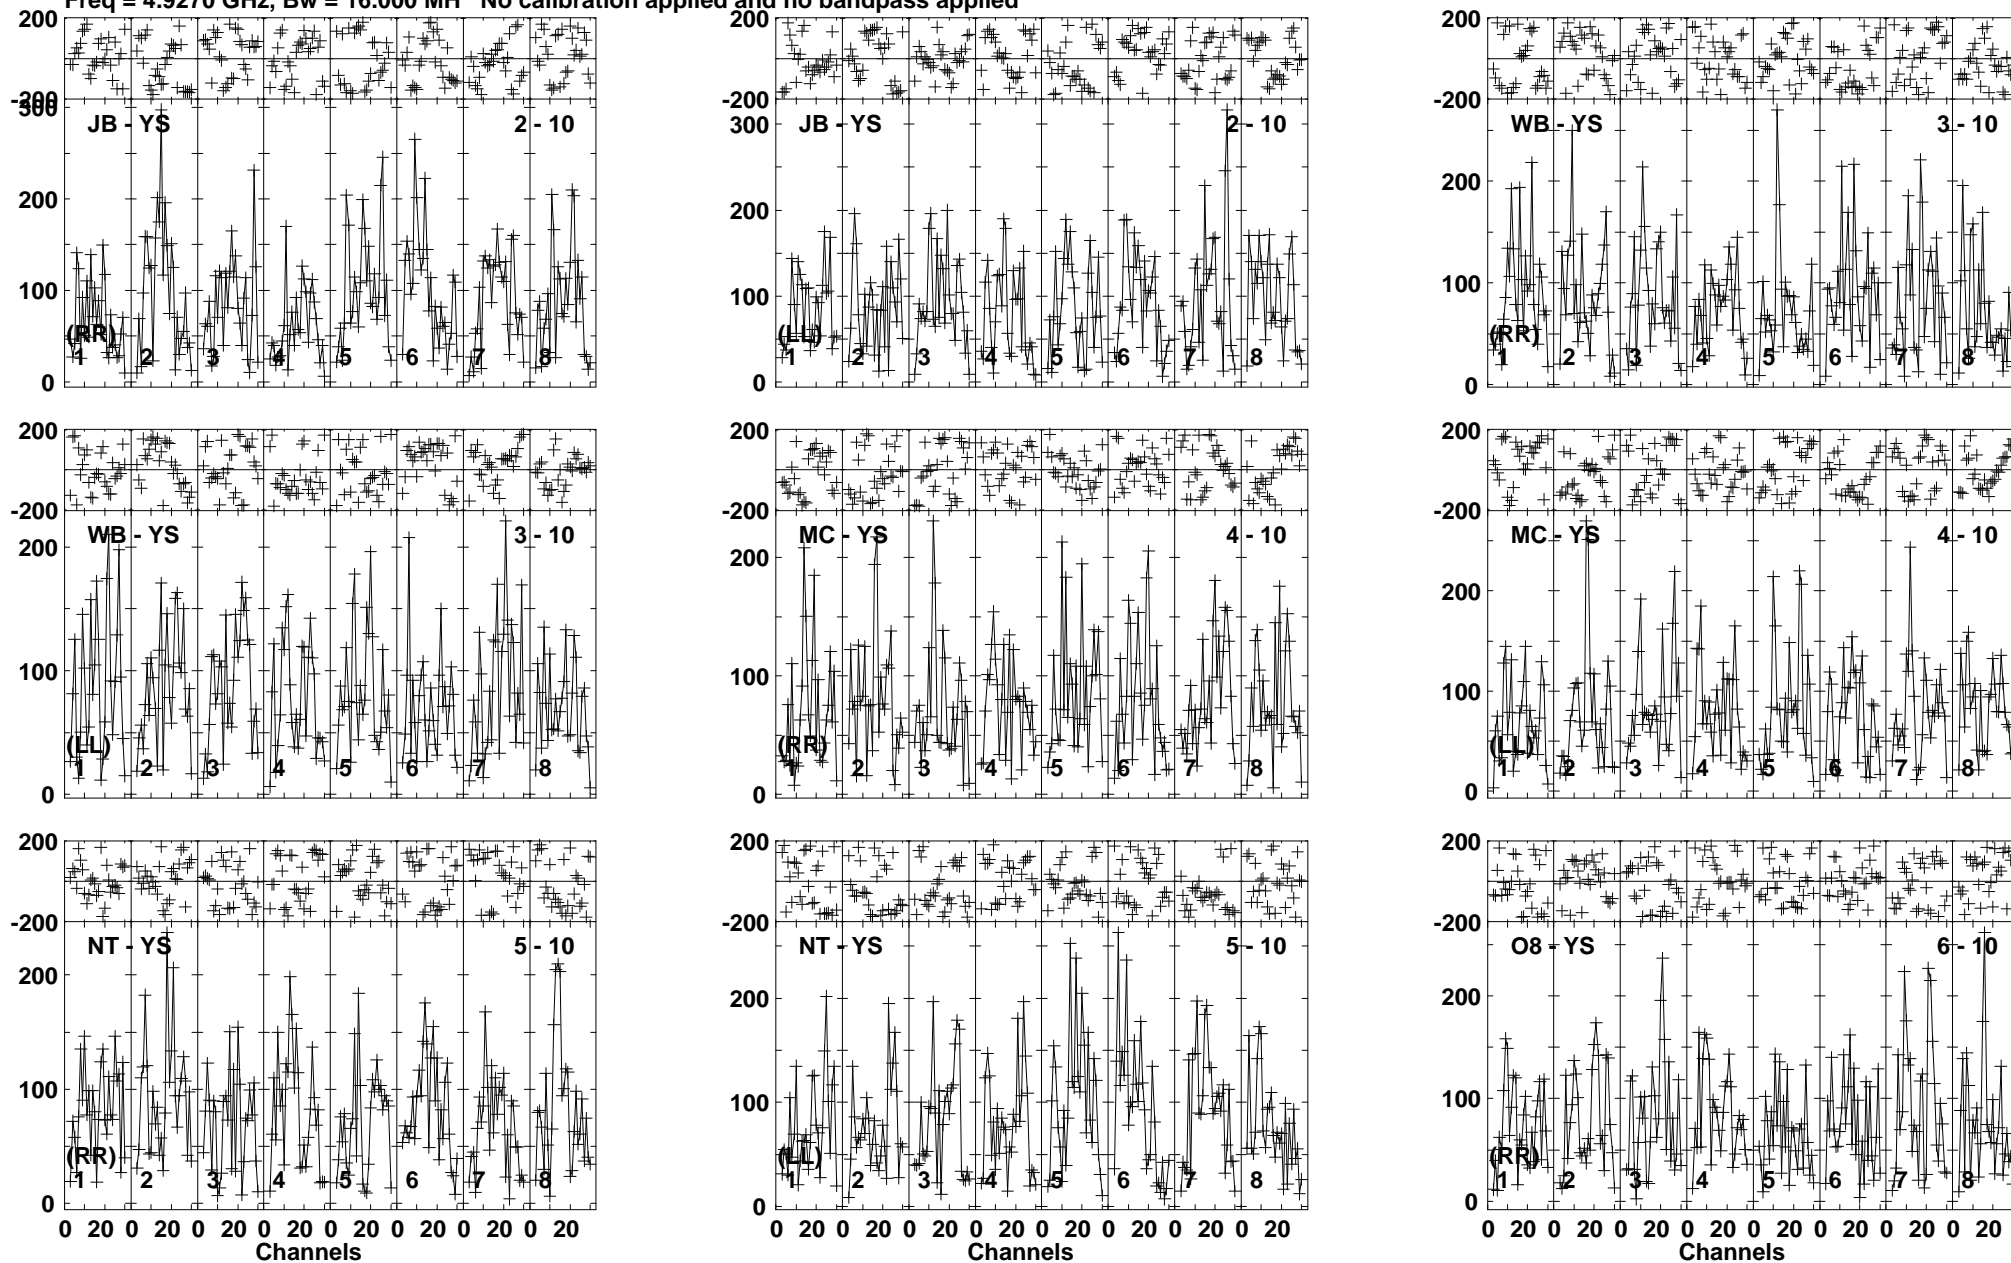 Freq = 4.9270 GHz, Bw = 16.000 MH No calibration applied and no bandpass applied
200 200 200
-200 -200 -200
300
JB - YS 2 - 10 JB - YS 2 - 10 WB - YS 3 - 10
300
200 200 200
100 100 100
(RR) (LL) (RR)
1 2 3 4 5 6 7 8 1 2 3 4 5 6 7 8 1 2 3 4 5 6 7 8
0 0 0
200 200 200
-200 -200 -200
WB - YS 3 - 10 MC - YS 4 - 10 MC - YS 4 - 10
200 200 200
100 100 100
(LL) (RR) (LL)
1 2 3 4 5 6 7 8 1 2 3 4 5 6 7 8 1 2 3 4 5 6 7 8
0 0 0
200 200 200
-200 -200 -200
NT - YS 5 - 10 NT - YS 5 - 10 O8 - YS 6 - 10
200 200 200
100 100 100
(RR) (LL) (RR)
1 2 3 4 5 6 7 8 1 2 3 4 5 6 7 8 1 2 3 4 5 6 7 8
0 0 0
0 20 0 20 0 20 0 20 0 20 0 20 0 20 0 20 0 20 0 20 0 20 0 20 0 20 0 20 0 20 0 20 0 20 0 20 0 20 0 20 0 20 0 20 0 20 0 20
Channels Channels Channels